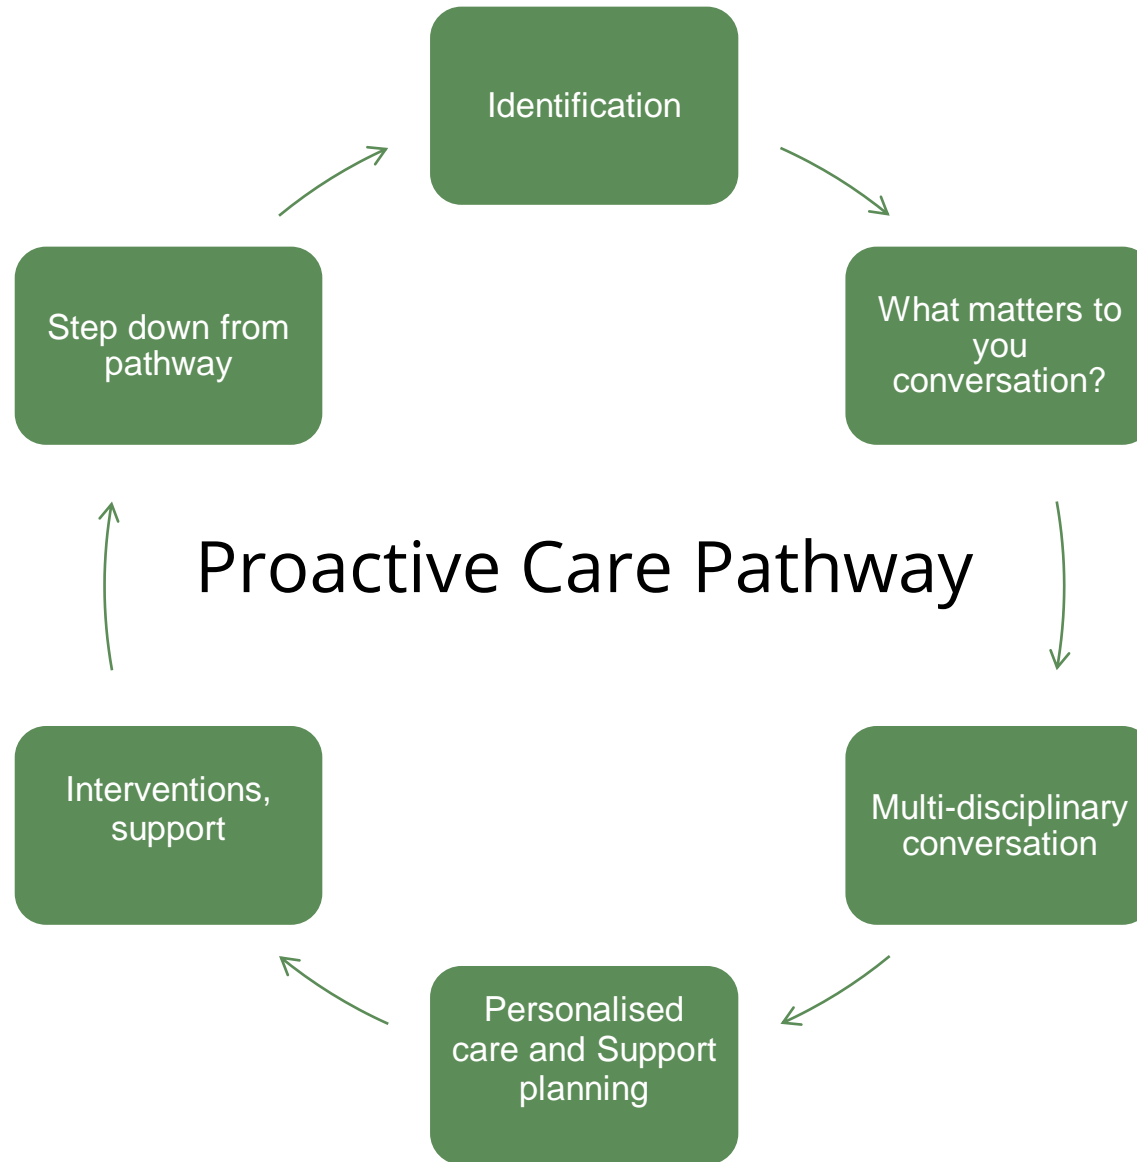 Identification
What matters to
you
conversation?
Multi-disciplinary
conversation
Personalised
care and Support
planning
Interventions,
support
Step down from
pathway
Proactive Care Pathway